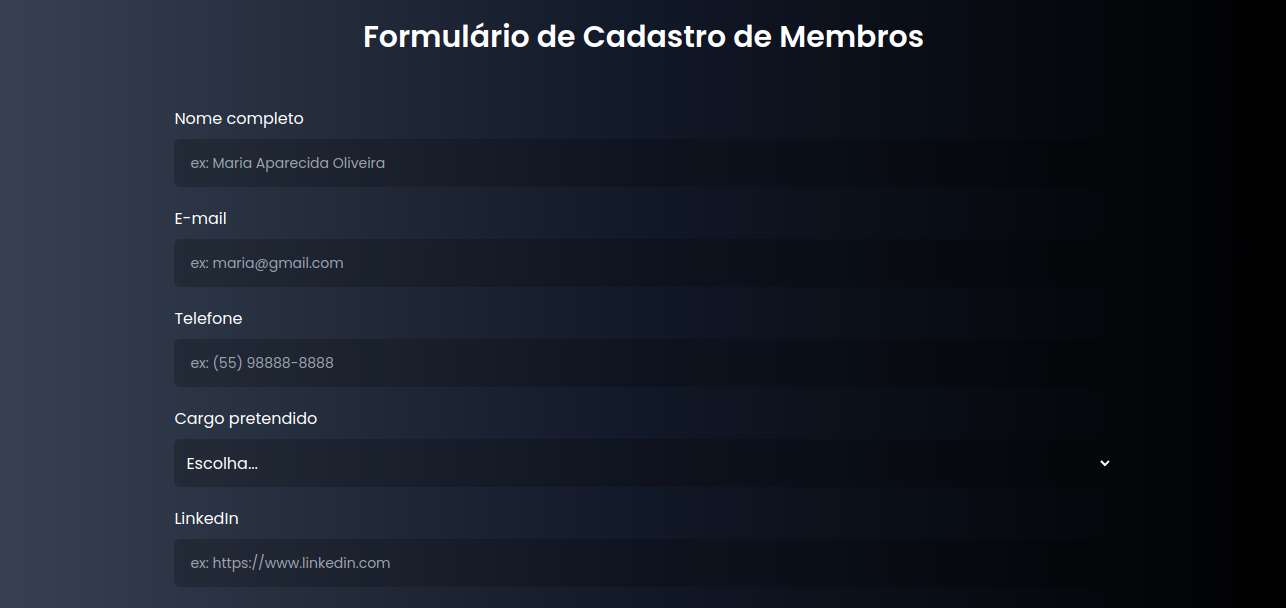 Formulário de Cadastro de Membros
Nome completo
ex: Maria Aparecida Oliveira
E-mail
ex: maria@gmail.com
Telefone
ex: (55) 98888-8888
Cargo pretendido
Escolha...
LinkedIn
ex: https://www.linkedin.com